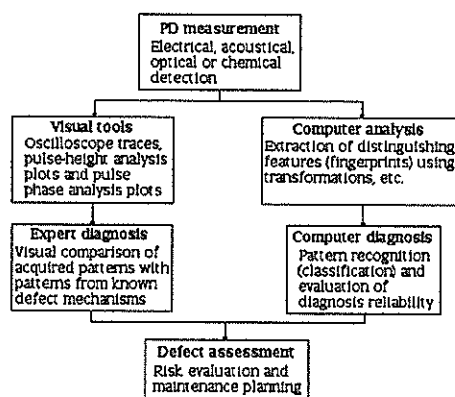 PD measurement
Electrical, acoustical,
optical or chemical
detection
Visual tools
Oscilloscope traces,
pulse-height analysis
plots and pulse
phase analysis plots
Computer analysis
Extraction of distinguishing
features (fingerprints) using
transformations, etc.
Expert diagnosis
Visual comparison of
acquired patterns with
patterns from known
defect mechanisms
Computer diagnosis
Pattern recognition
(classification) and
evaluation of
diagnosis reliability
Defect assessment
Risk evaluation and
maintenance planning